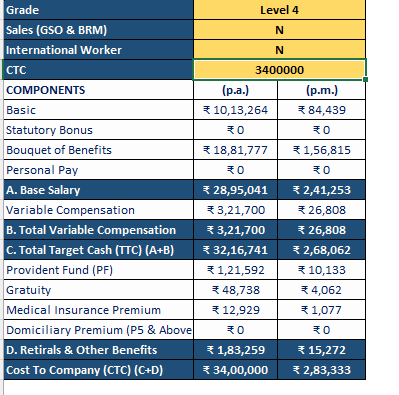 Grade Level 4
Sales (GSO & BRM) N
International Worker N
CTC 3400000
COMPONENTS (p.a.) (p.m.)
Basic ₹ 10,13,264 ₹ 84,439
Statutory Bonus ₹ 0 ₹ 0
Bouquet of Benefits ₹ 18,81,777 ₹ 1,56,815
Personal Pay ₹ 0 ₹ 0
A. Base Salary ₹ 28,95,041 ₹ 2,41,253
Variable Compensation ₹ 3,21,700 ₹ 26,808
B. Total Variable Compensation ₹ 3,21,700 ₹ 26,808
C. Total Target Cash (TTC) (A+B) ₹ 32,16,741 ₹ 2,68,062
Provident Fund (PF) ₹ 1,21,592 ₹ 10,133
Gratuity ₹ 48,738 ₹ 4,062
Medical Insurance Premium ₹ 12,929 ₹ 1,077
Domiciliary Premium (P5 & Above ₹ 0 ₹ 0
D. Retirals & Other Benefits ₹ 1,83,259 ₹ 15,272
Cost To Company (CTC) (C+D) ₹ 34,00,000 ₹ 2,83,333